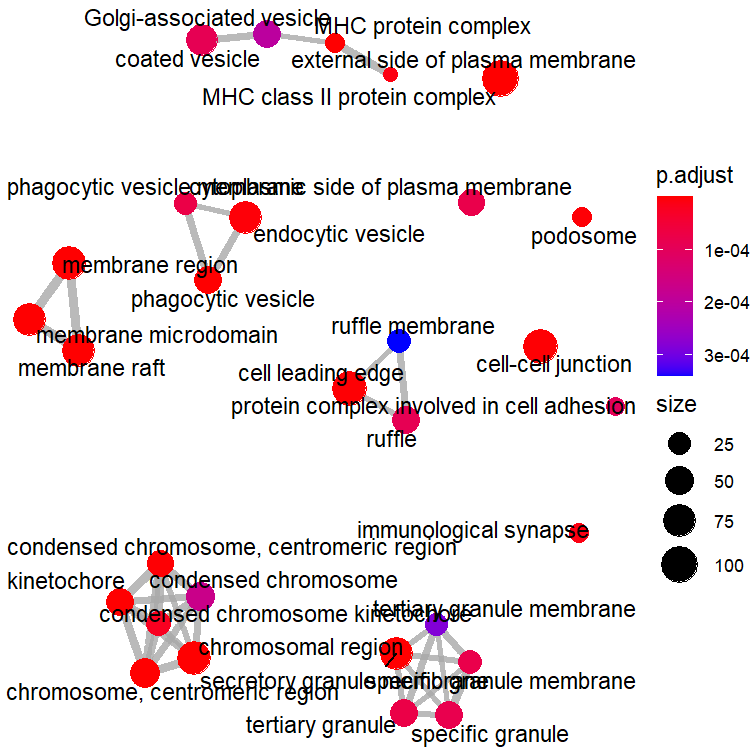 Golgi-associated vesicle
MHC protein complex
coated vesicle
external side of plasma membrane
MHC class II protein complex
phagocytic vesicle membrane
cytoplasmic side of plasma membrane
endocytic vesicle
podosome
membrane region
phagocytic vesicle
membrane microdomain
membrane raft
ruffle membrane
cell-cell junction
cell leading edge
protein complex involved in cell adhesion
ruffle
immunological synapse
condensed chromosome, centromeric region
kinetochore
condensed chromosome
condensed chromosome kinetochore
tertiary granule membrane
chromosomal region
secretory granule membrane
specific granule membrane
chromosome, centromeric region
tertiary granule
specific granule
p.adjust
1e-04
2e-04
3e-04
size
25
50
75
100